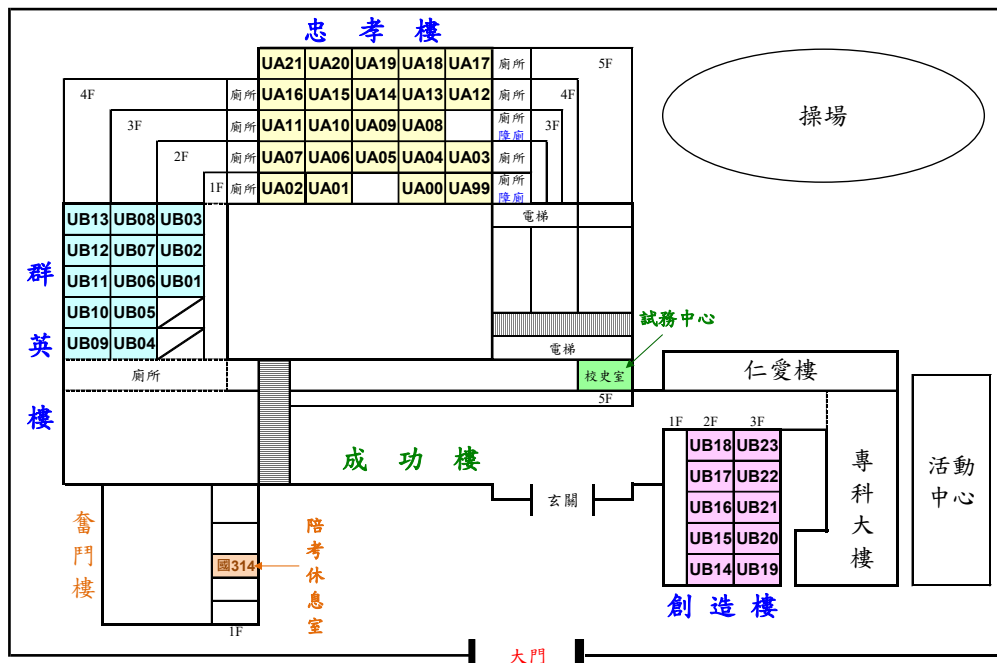 忠孝樓
UA21 UA20 UA19 UA18 UA17 廁所 5F
4F 廁所 UA16 UA15 UA14 UA13 UA12 廁所 4F
3F 廁所 UA11 UA10 UA09 UA08 廁所 障廁 3F
2F 廁所 UA07 UA06 UA05 UA04 UA03 廁所
1F 廁所 UA02 UA01 UA00 UA99 廁所 障廁
操場
電梯
群英樓
UB13 UB08 UB03
UB12 UB07 UB02
UB11 UB06 UB01
UB10 UB05
UB09 UB04
廁所
電梯
試務中心
校史室
5F
仁愛樓
成功樓
玄關
1F 2F 3F
UB18 UB23
UB17 UB22
UB16 UB21
UB15 UB20
UB14 UB19
創造樓
專科大樓
活動中心
奮鬥樓
國314
陪考休息室
1F
大門